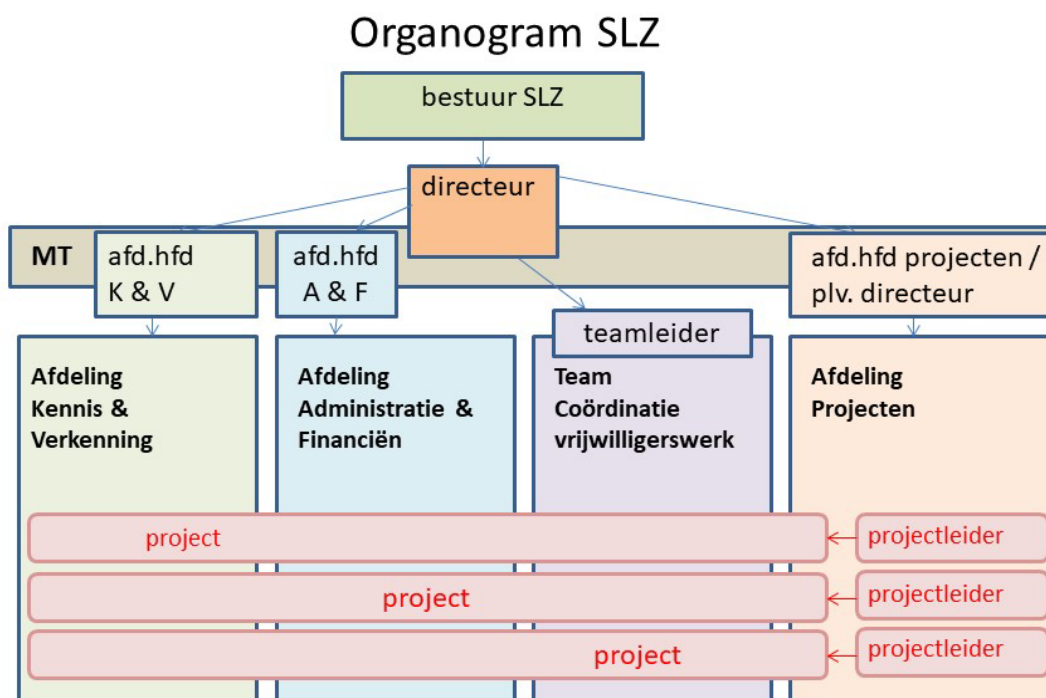 Organogram SLZ
bestuur SLZ
directeur
MT
afd.hfd
K & V
afd.hfd
A & F
afd.hfd projecten /
plv. directeur
teamleider
Afdeling
Kennis &
Verkenning
Afdeling
Administratie &
Financiën
Team
Coördinatie
vrijwilligerswerk
Afdeling
Projecten
project
projectleider
project
projectleider
project
projectleider